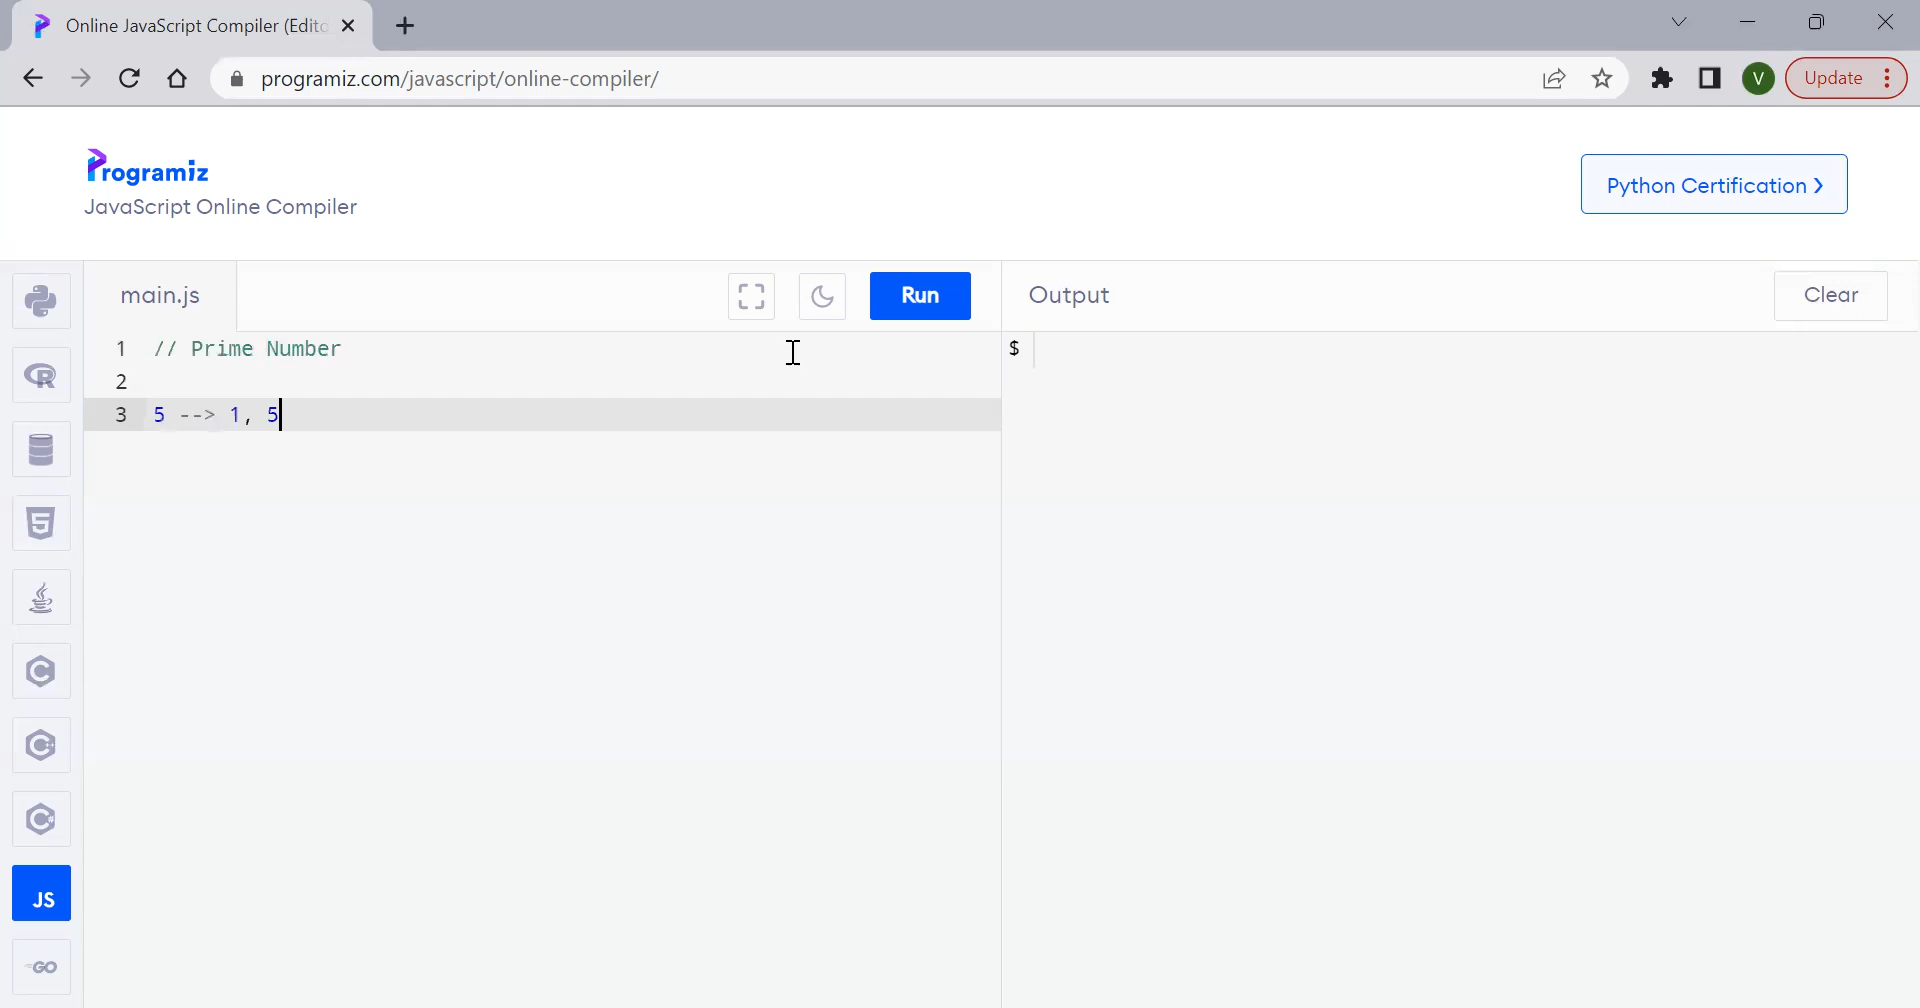 Online JavaScript Compiler (Edito
programiz.com/javascript/online-compiler/
V
Update
Programiz
JavaScript Online Compiler
Python Certification
main.js
Run
Output
Clear
1 // Prime Number
2
3 5 --> 1, 5
$
R
5
C
C+
C#
JS
GO